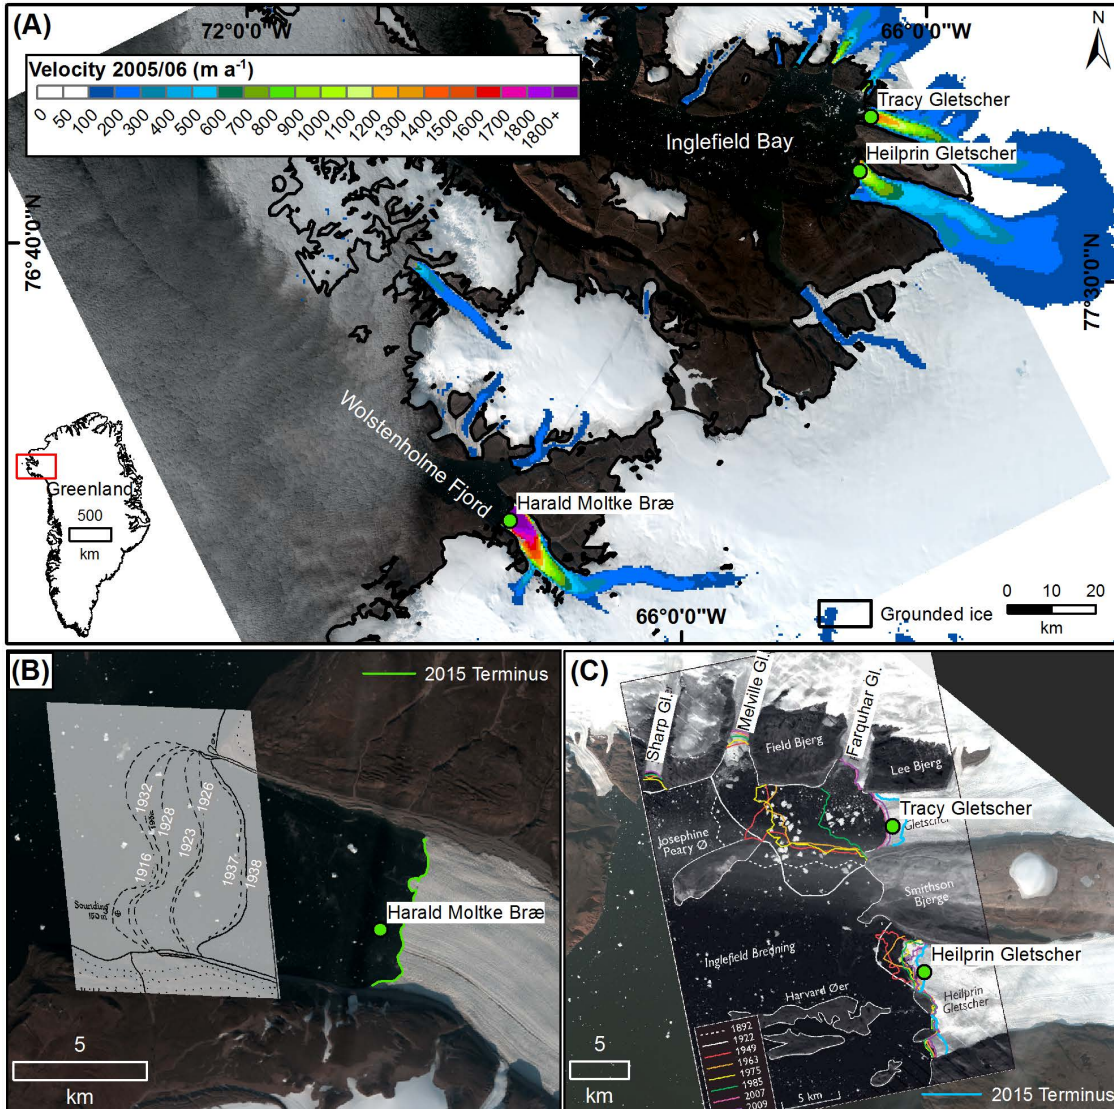 (A)
72°0'0"W
66°0'0"W
N
Velocity 2005/06 (m a⁻¹)
0 50 100 200 300 400 500 600 700 800 900 1000 1100 1200 1300 1400 1500 1600 1700 1800 1800+
Tracy Gletscher
Inglefield Bay
Heilprin Gletscher
76°40'0"N
77°30'0"N
Wolstenholme Fjord
Harald Moltke Bræ
Greenland
500
km
66°0'0"W
Grounded ice
0 10 20
km
(B)
2015 Terminus
1932
1928
1926
1916
1923
1937-
1938
Sounding
Harald Moltke Bræ
5
km
(C)
Sharp Gl.
Melville Gl.
Farquhar Gl.
Field Bjerg
Lee Bjerg
Tracy Gletscher
Gletscher
Josephine
Peary Ø
Smithson
Bjerge
Inglefield Bredning
Heilprin Gletscher
Heilprin
Gletscher
Harvard Øer
1892
1922
1949
1963
1975
1985
2007
2009
5 km
5
km
2015 Terminus